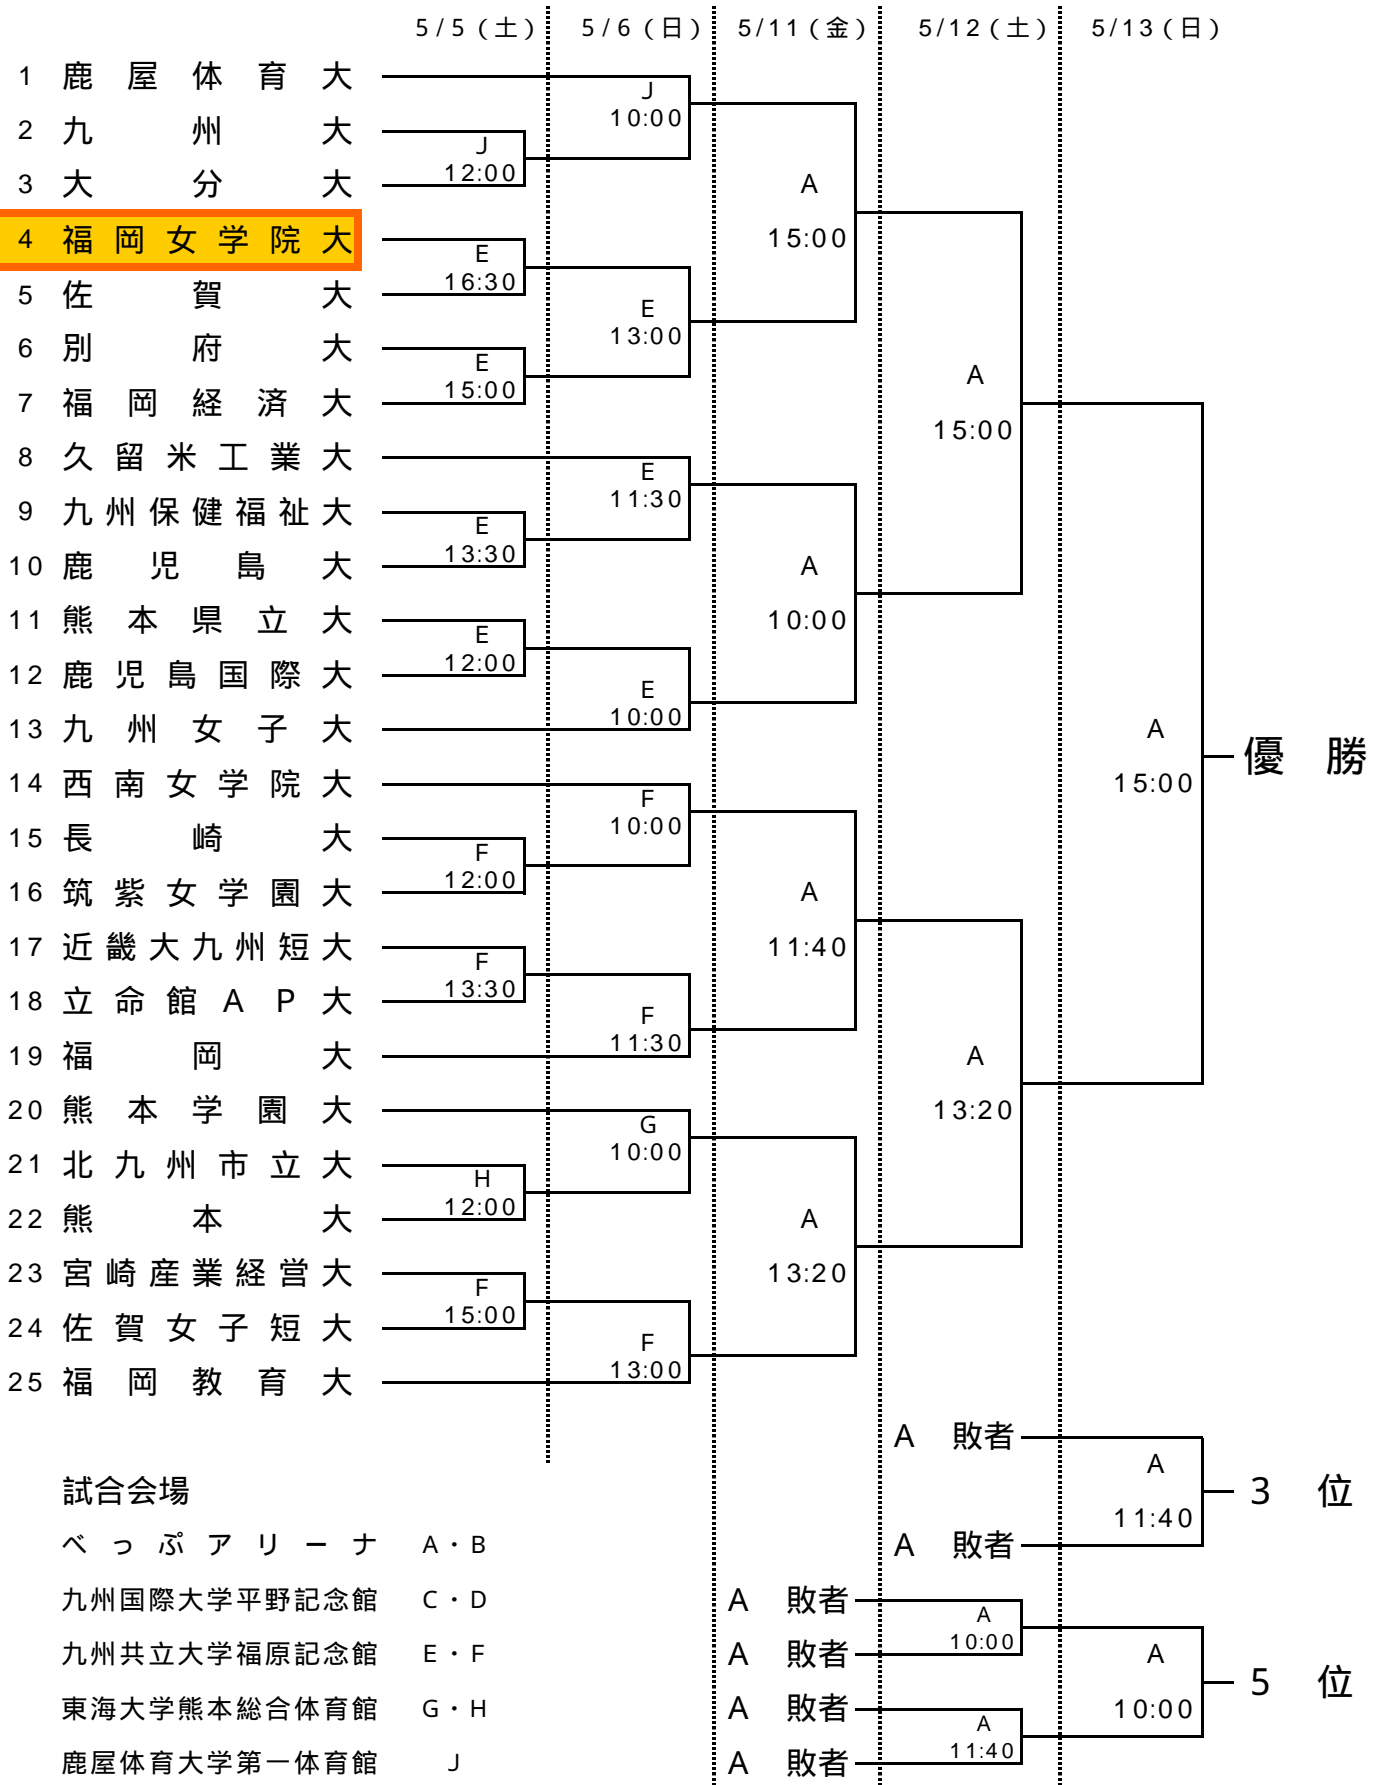 5/5（土） 5/6（日） 5/11（金） 5/12（土） 5/13（日）
1 鹿屋体育大
J
10:00
2 九州大
J
12:00
3 大分大
A
15:00
4 福岡女学院大
E
16:30
5 佐賀大
E
13:00
6 別府大
E
15:00
7 福岡経済大
A
15:00
8 久留米工業大
E
11:30
9 九州保健福祉大
E
13:30
10 鹿児島大
A
10:00
11 熊本県立大
E
12:00
12 鹿児島国際大
E
10:00
13 九州女子大
A
15:00
優勝
14 西南女学院大
F
10:00
15 長崎大
F
12:00
16 筑紫女学園大
A
11:40
17 近畿大九州短大
F
13:30
18 立命館AP大
F
11:30
19 福岡大
A
13:20
20 熊本学園大
G
10:00
21 北九州市立大
H
12:00
22 熊本大
A
13:20
23 宮崎産業経営大
F
15:00
24 佐賀女子短大
F
13:00
25 福岡教育大
A 敗者
A
11:40
3位
A 敗者
試合会場
べっぷアリーナ A・B
九州国際大学平野記念館 C・D
九州共立大学福原記念館 E・F
東海大学熊本総合体育館 G・H
鹿屋体育大学第一体育館 J
A 敗者
A
10:00
A 敗者
A
10:00
5位
A 敗者
A
11:40
A 敗者